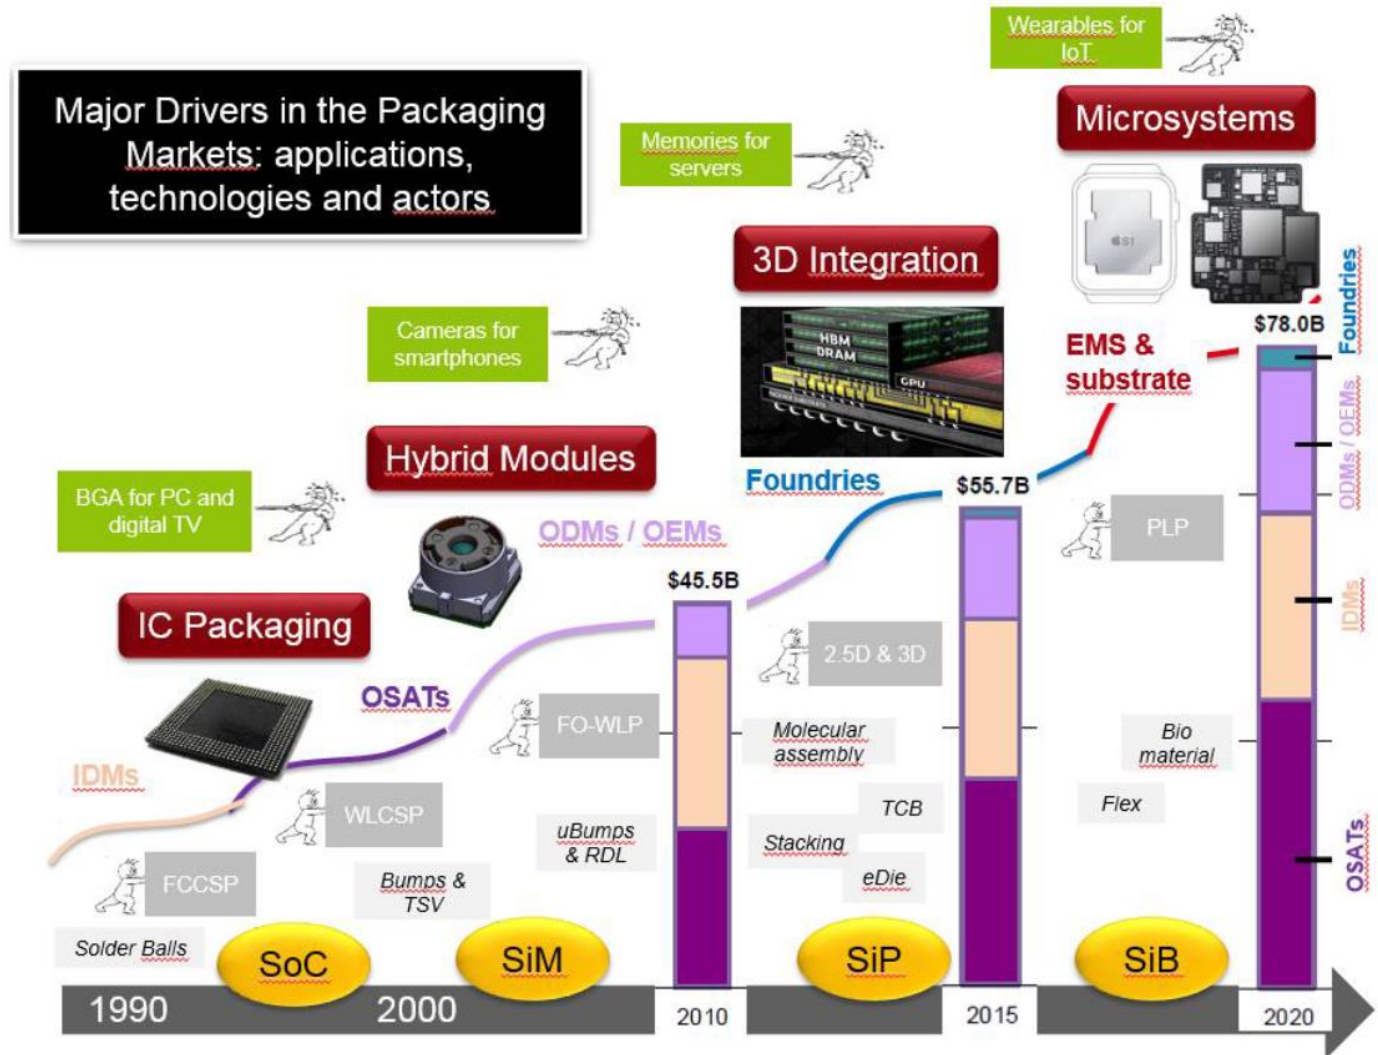 Wearables for
IoT
Major Drivers in the Packaging
Markets: applications,
technologies and actors
Microsystems
Memories for
servers
S1
3D Integration
Foundries
$78.0B
Cameras for
smartphones
HBM
DRAM
GPU
EMS &
substrate
ODMs / OEMs
Hybrid Modules
BGA for PC and
digital TV
Foundries
$55.7B
ODMs / OEMs
PLP
$45.5B
IDMs
IC Packaging
2.5D & 3D
OSATs
FO-WLP
Molecular
assembly
Bio
material
IDMs
WLCSP
TCB
Flex
uBumps
& RDL
Stacking
OSATs
FCCSP
Bumps &
TSV
eDie
Solder Balls
SoC
SiM
SiP
SiB
1990
2000
2010
2015
2020